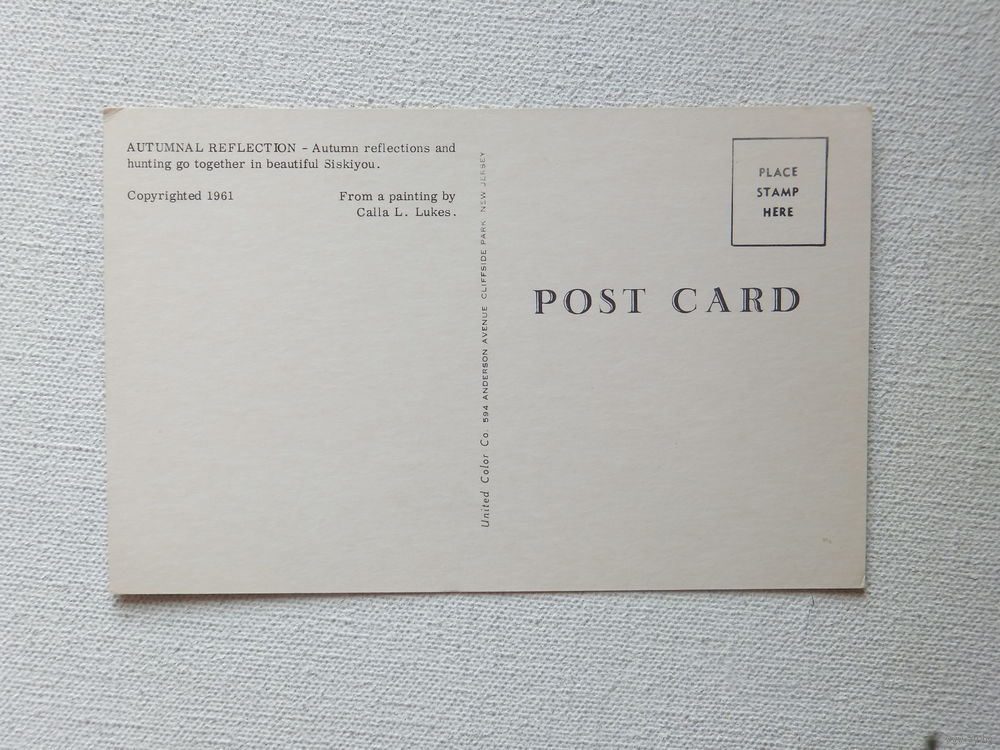 AUTUMNAL REFLECTION - Autumn reflections and
hunting go together in beautiful Siskiyou.
Copyrighted 1961
From a painting by
Calla L. Lukes.
United Color Co. 594 ANDERSON AVENUE CLIFFSIDE PARK, NEW JERSEY
PLACE
STAMP
HERE
POST CARD